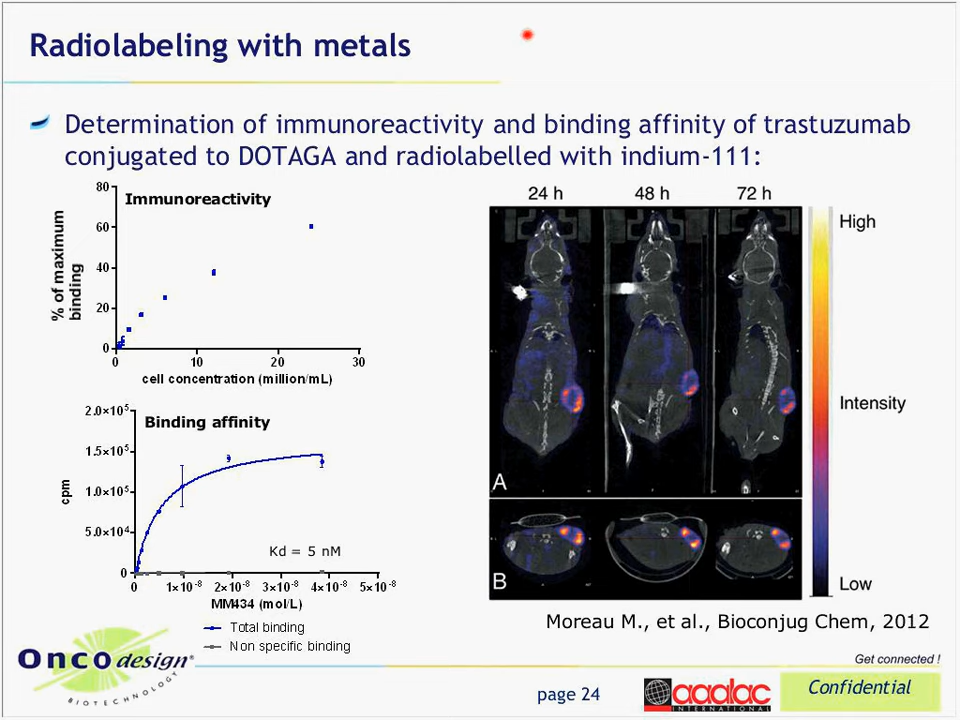 Radiolabeling with metals
Determination of immunoreactivity and binding affinity of trastuzumab
conjugated to DOTAGA and radiolabelled with indium-111:
80
60
40
20
0
% of maximum
binding
Immunoreactivity
0 10 20 30
cell concentration (million/mL)
2.0×10⁵
1.5×10⁵
1.0×10⁵
5.0×10⁴
0
cpm
Binding affinity
Kd = 5 nM
0 1×10⁻⁸ 2×10⁻⁸ 3×10⁻⁸ 4×10⁻⁸ 5×10⁻⁸
MM434 (mol/L)
Total binding
Non specific binding
24 h 48 h 72 h
A
B
High
Intensity
Low
Moreau M., et al., Bioconjug Chem, 2012
Oncodesign®
BIOTECHNOLOGY
Get connected !
page 24
aaalac
INTERNATIONAL
Confidential